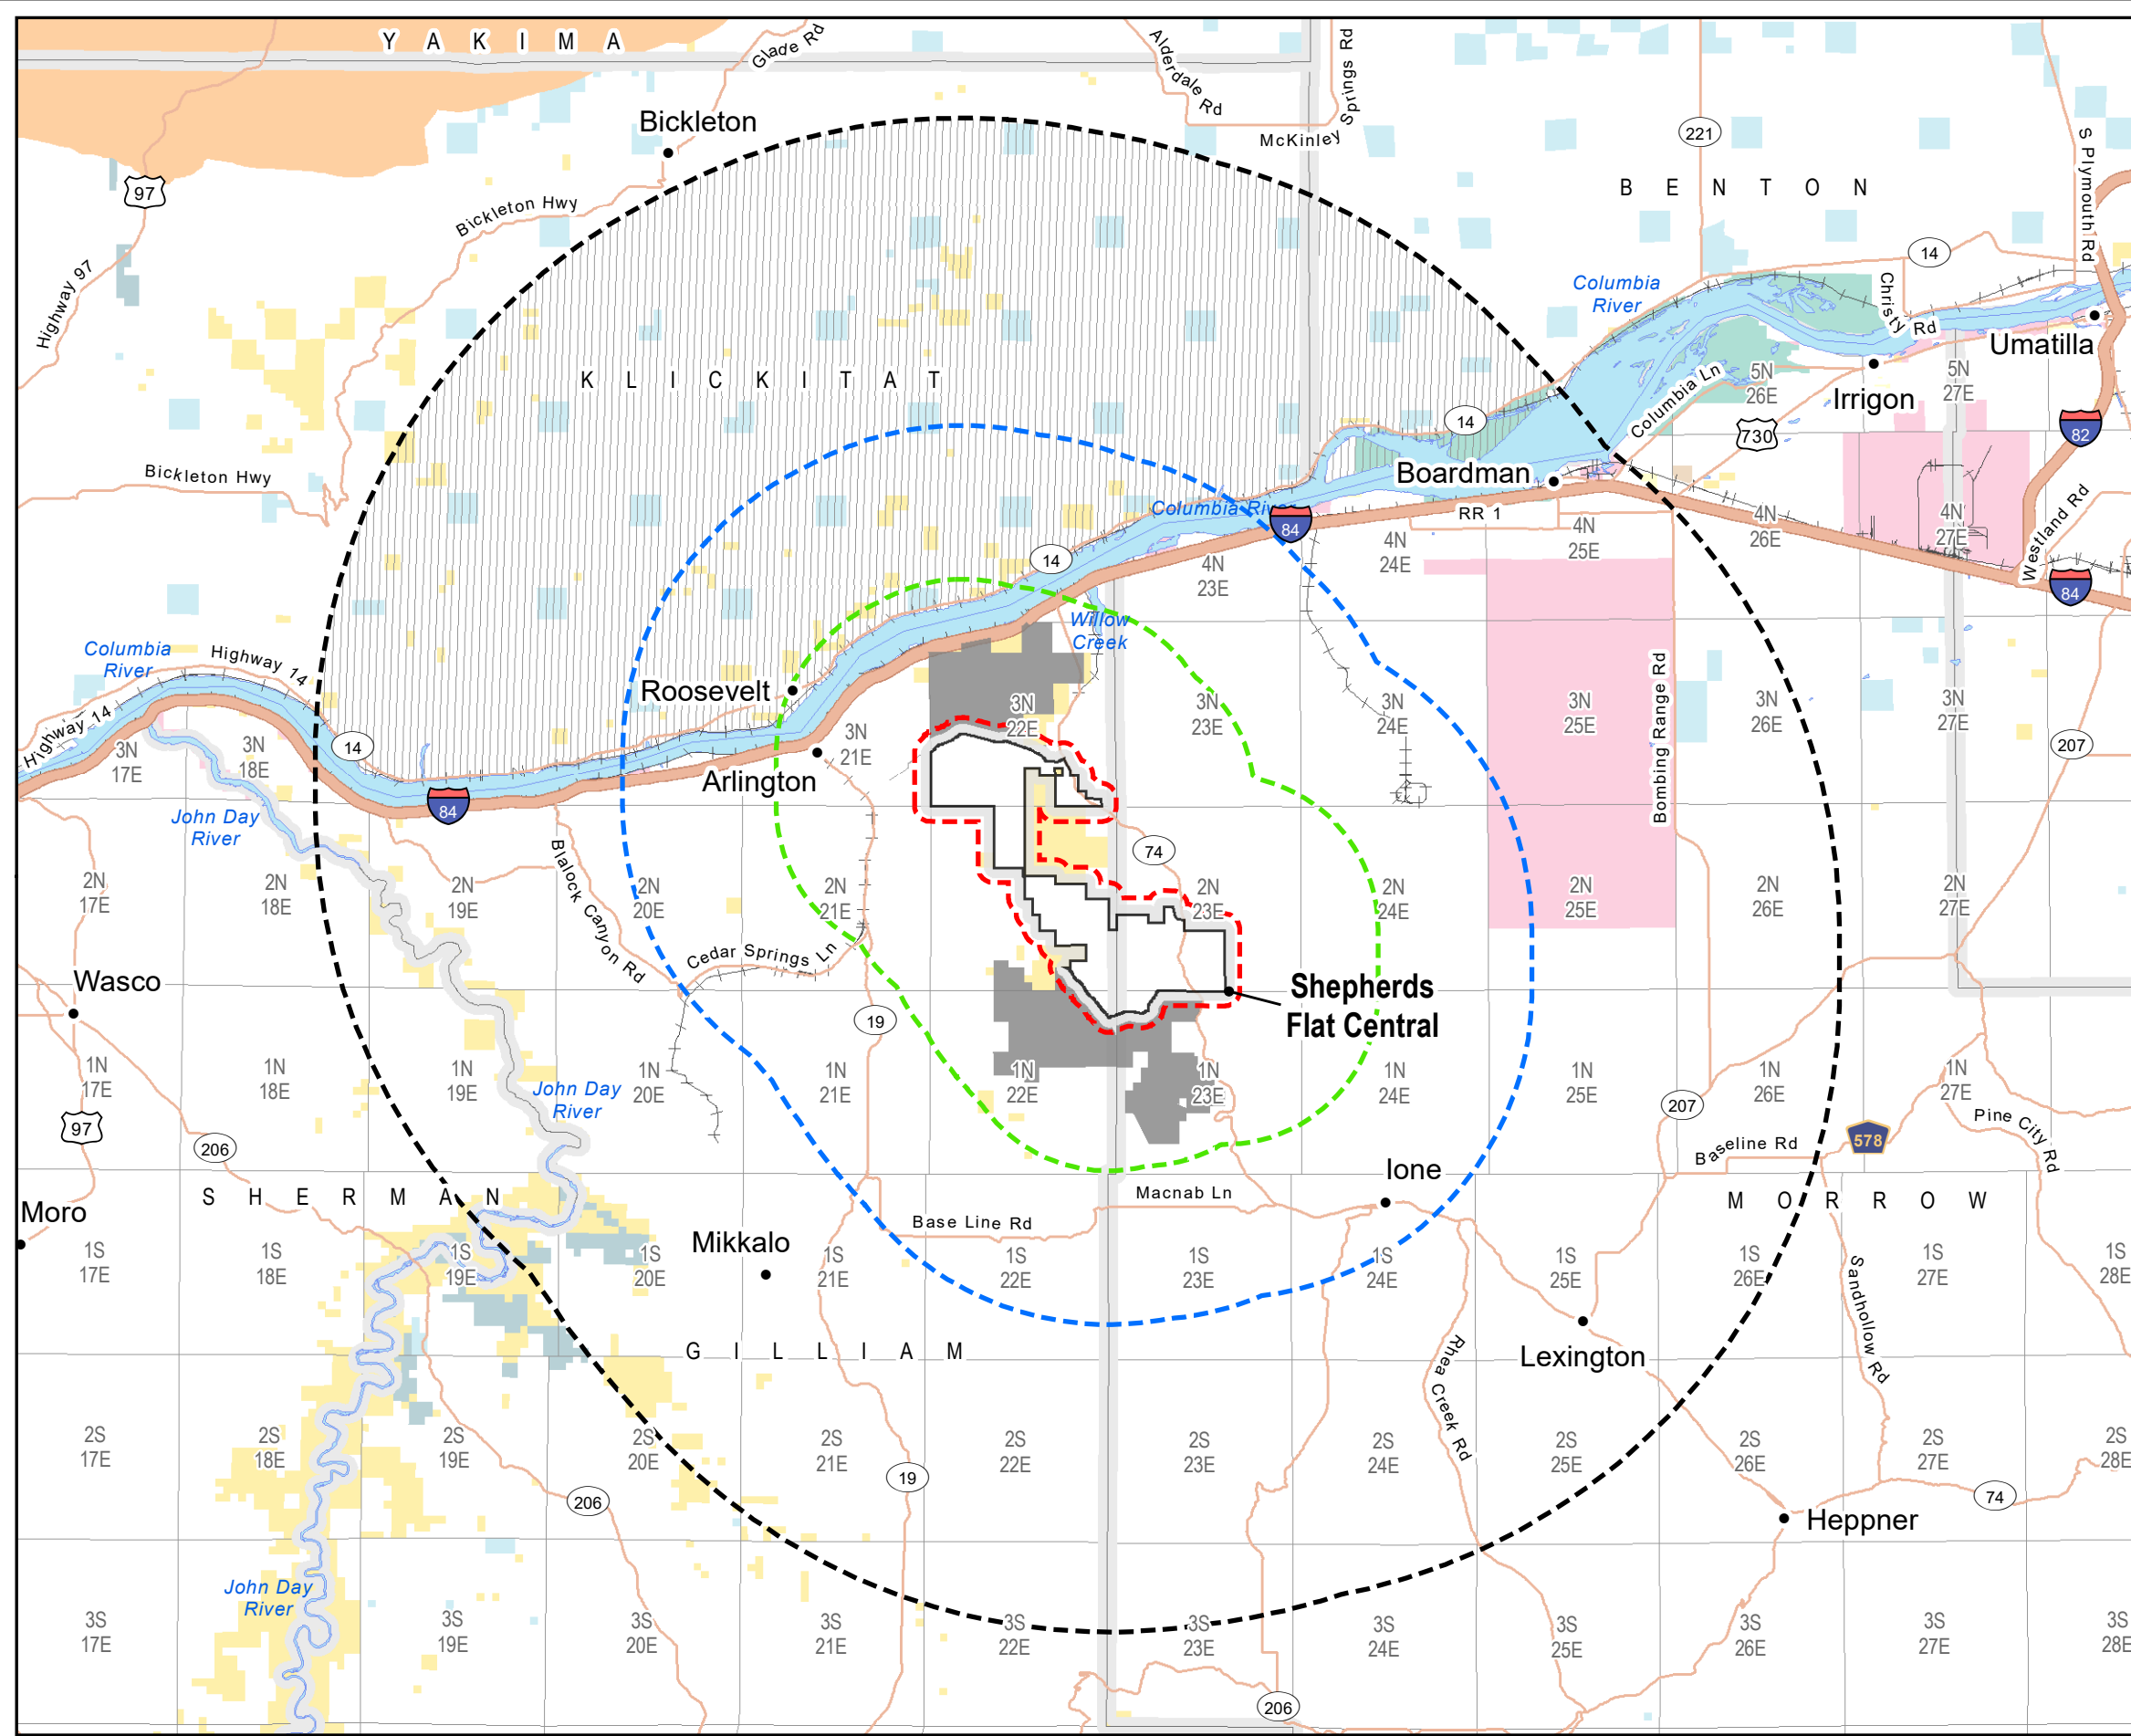 YAKIMA
Glade Rd
Alderdale Rd
McKinley Springs Rd
Bickleton
97
221
S Plymouth Rd
BENTON
Bickleton Hwy
Highway 97
14
Columbia
River
Christy Rd
Umatilla
KLICKITAT
Columbia Ln
5N
26E
Irrigon
5N
27E
14
730
82
Boardman
Bickleton Hwy
Columbia Rive
84
RR 1
4N
24E
4N
25E
4N
26E
4N
27E
Westland Rd
14
4N
23E
84
Willow
Creek
Columbia
River
Highway 14
Roosevelt
Bombing Range Rd
3N
22E
3N
23E
3N
24E
3N
25E
3N
26E
3N
27E
207
Highway 14
3N
17E
3N
18E
14
3N
21E
Arlington
84
John Day
River
Blalock Canyon Rd
74
2N
17E
2N
18E
2N
19E
2N
20E
2N
21E
2N
23E
2N
24E
2N
25E
2N
26E
2N
27E
Cedar Springs Ln
Wasco
Shepherds
Flat Central
19
1N
17E
1N
18E
1N
19E
John Day
River
1N
20E
1N
21E
1N
22E
1N
23E
1N
24E
1N
25E
1N
26E
1N
27E
207
97
206
578
Pine City Rd
Baseline Rd
Ione
SHERMAN
Macnab Ln
MORROW
Moro
Base Line Rd
Mikkalo
1S
17E
1S
18E
1S
19E
1S
20E
1S
21E
1S
22E
1S
23E
1S
24E
1S
25E
1S
26E
1S
27E
1S
28E
Sandhollow Rd
GILLIAM
Rhea Creek Rd
Lexington
2S
17E
2S
18E
2S
19E
2S
20E
2S
21E
2S
22E
2S
23E
2S
24E
2S
25E
2S
26E
2S
27E
2S
28E
19
206
74
Heppner
John Day
River
3S
17E
3S
19E
3S
20E
3S
21E
3S
22E
3S
23E
3S
24E
3S
25E
3S
26E
3S
27E
3S
28E
206